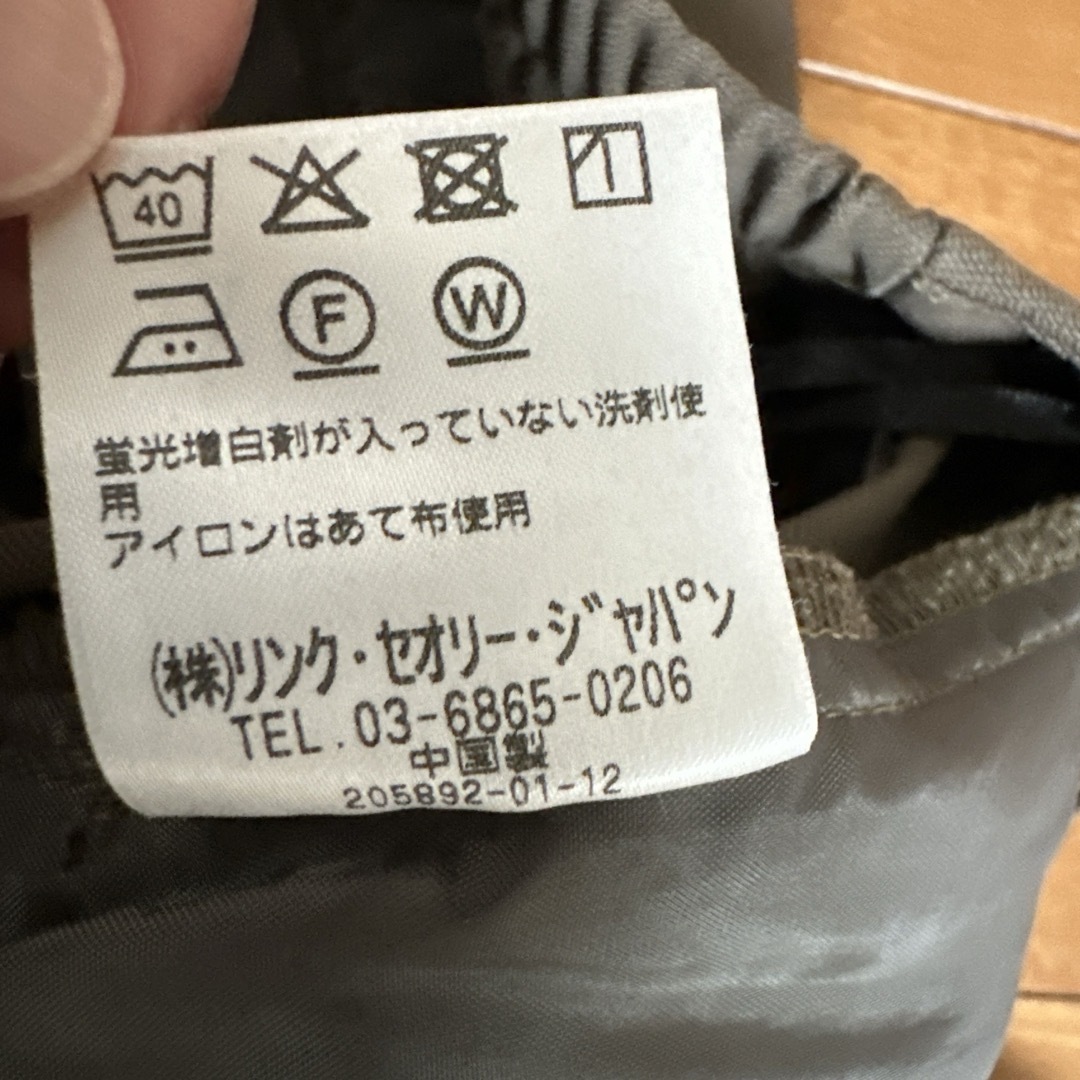 40
F W
蛍光増白剤が入っていない洗剤使
用
アイロンはあて布使用
(株)リンク・セオリー・ジャパン
TEL.03-6865-0206
中国製
205892-01-12